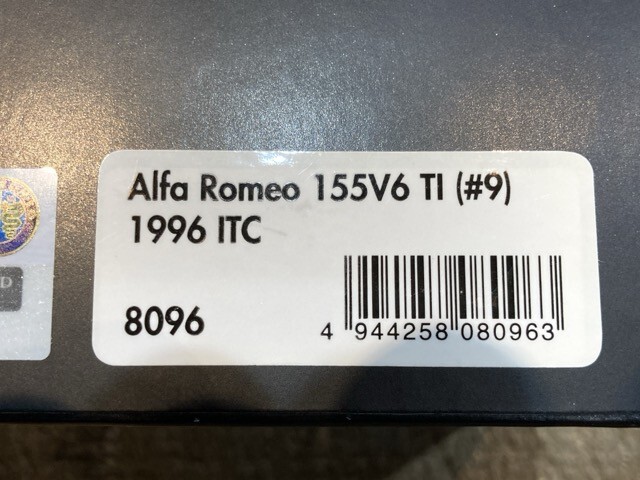 Alfa Romeo 155V6 TI (#9)
1996 ITC
8096
4 944258 080963
D